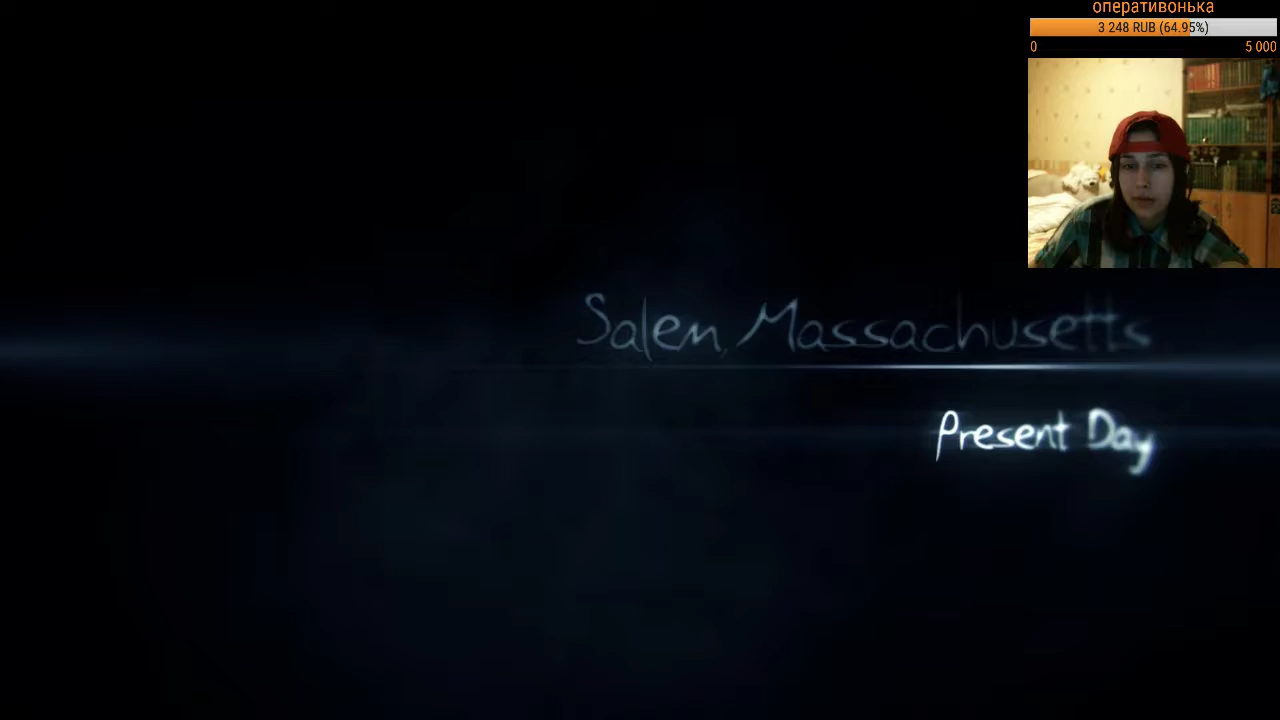 оперативонька
3 248 RUB (64.95%)
0 5 000
Salem, Massachusetts
Present Day